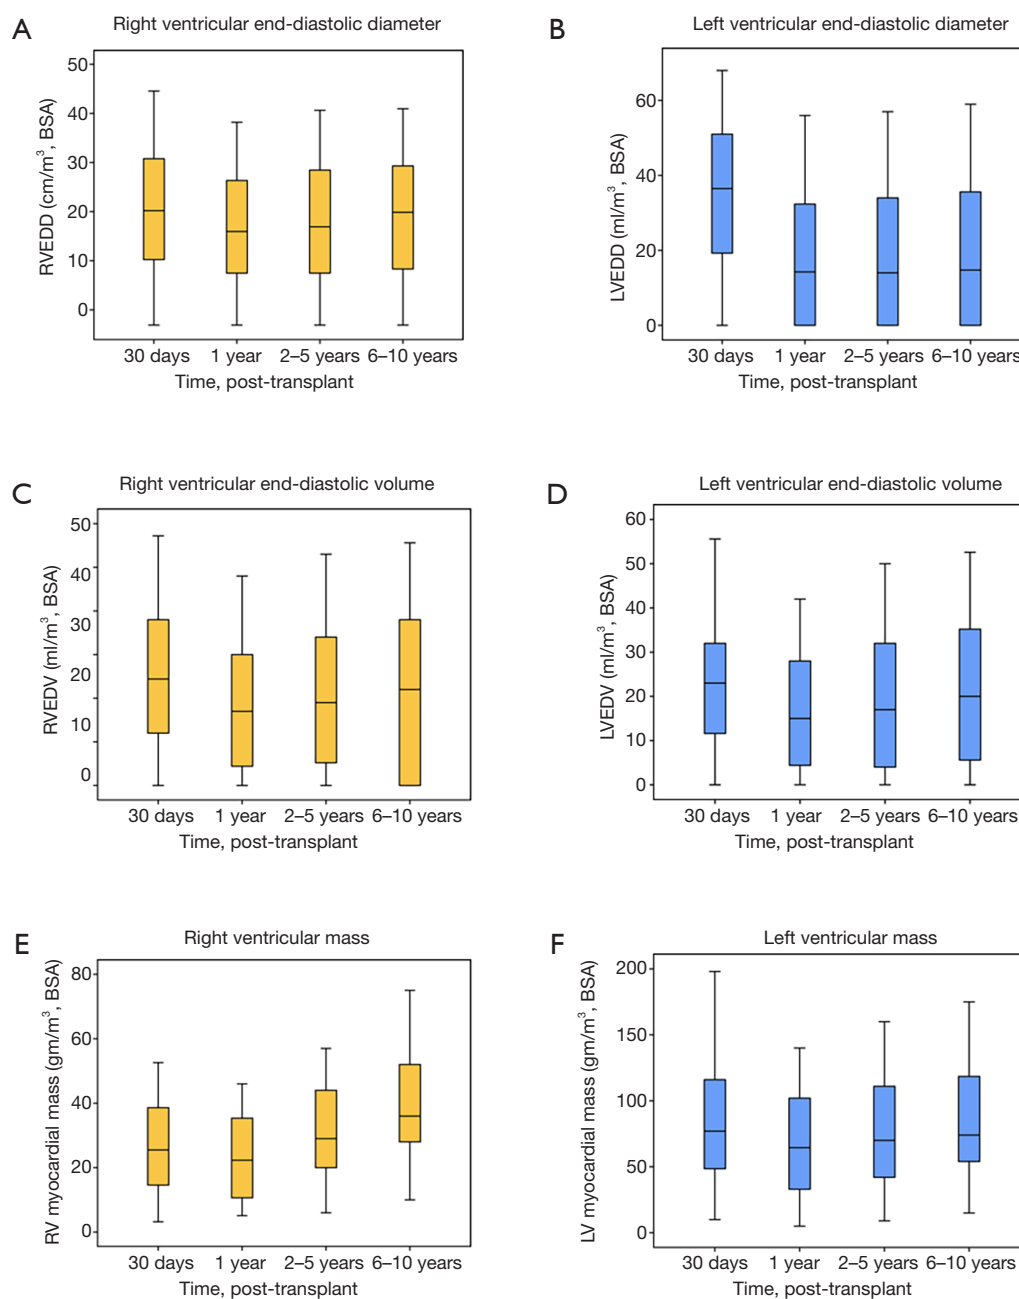 A
Right ventricular end-diastolic diameter
RVEDD (cm/m³, BSA)
50
40
30
20
10
0
30 days 1 year 2–5 years 6–10 years
Time, post-transplant
B
Left ventricular end-diastolic diameter
LVEDD (ml/m³, BSA)
60
40
20
0
30 days 1 year 2–5 years 6–10 years
Time, post-transplant
C
Right ventricular end-diastolic volume
RVEDV (ml/m³, BSA)
50
40
30
20
10
0
30 days 1 year 2–5 years 6–10 years
Time, post-transplant
D
Left ventricular end-diastolic volume
LVEDV (ml/m³, BSA)
60
50
40
30
20
10
0
30 days 1 year 2–5 years 6–10 years
Time, post-transplant
E
Right ventricular mass
RV myocardial mass (gm/m³, BSA)
80
60
40
20
0
30 days 1 year 2–5 years 6–10 years
Time, post-transplant
F
Left ventricular mass
LV myocardial mass (gm/m³, BSA)
200
150
100
50
0
30 days 1 year 2–5 years 6–10 years
Time, post-transplant